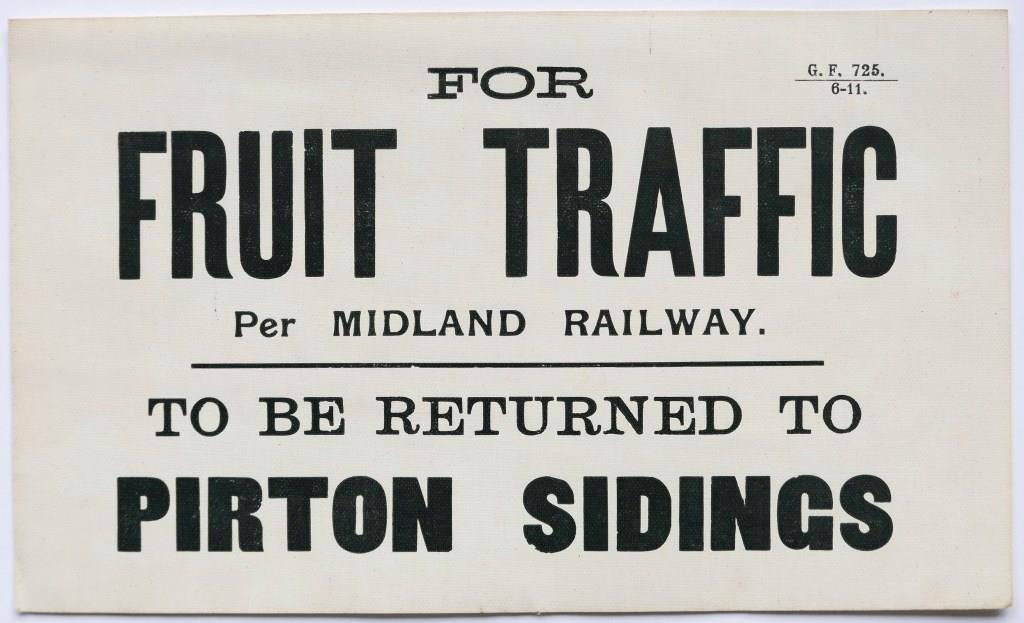 FOR
G. F. 725.
6-11.
FRUIT TRAFFIC
Per MIDLAND RAILWAY.
TO BE RETURNED TO
PIRTON SIDINGS